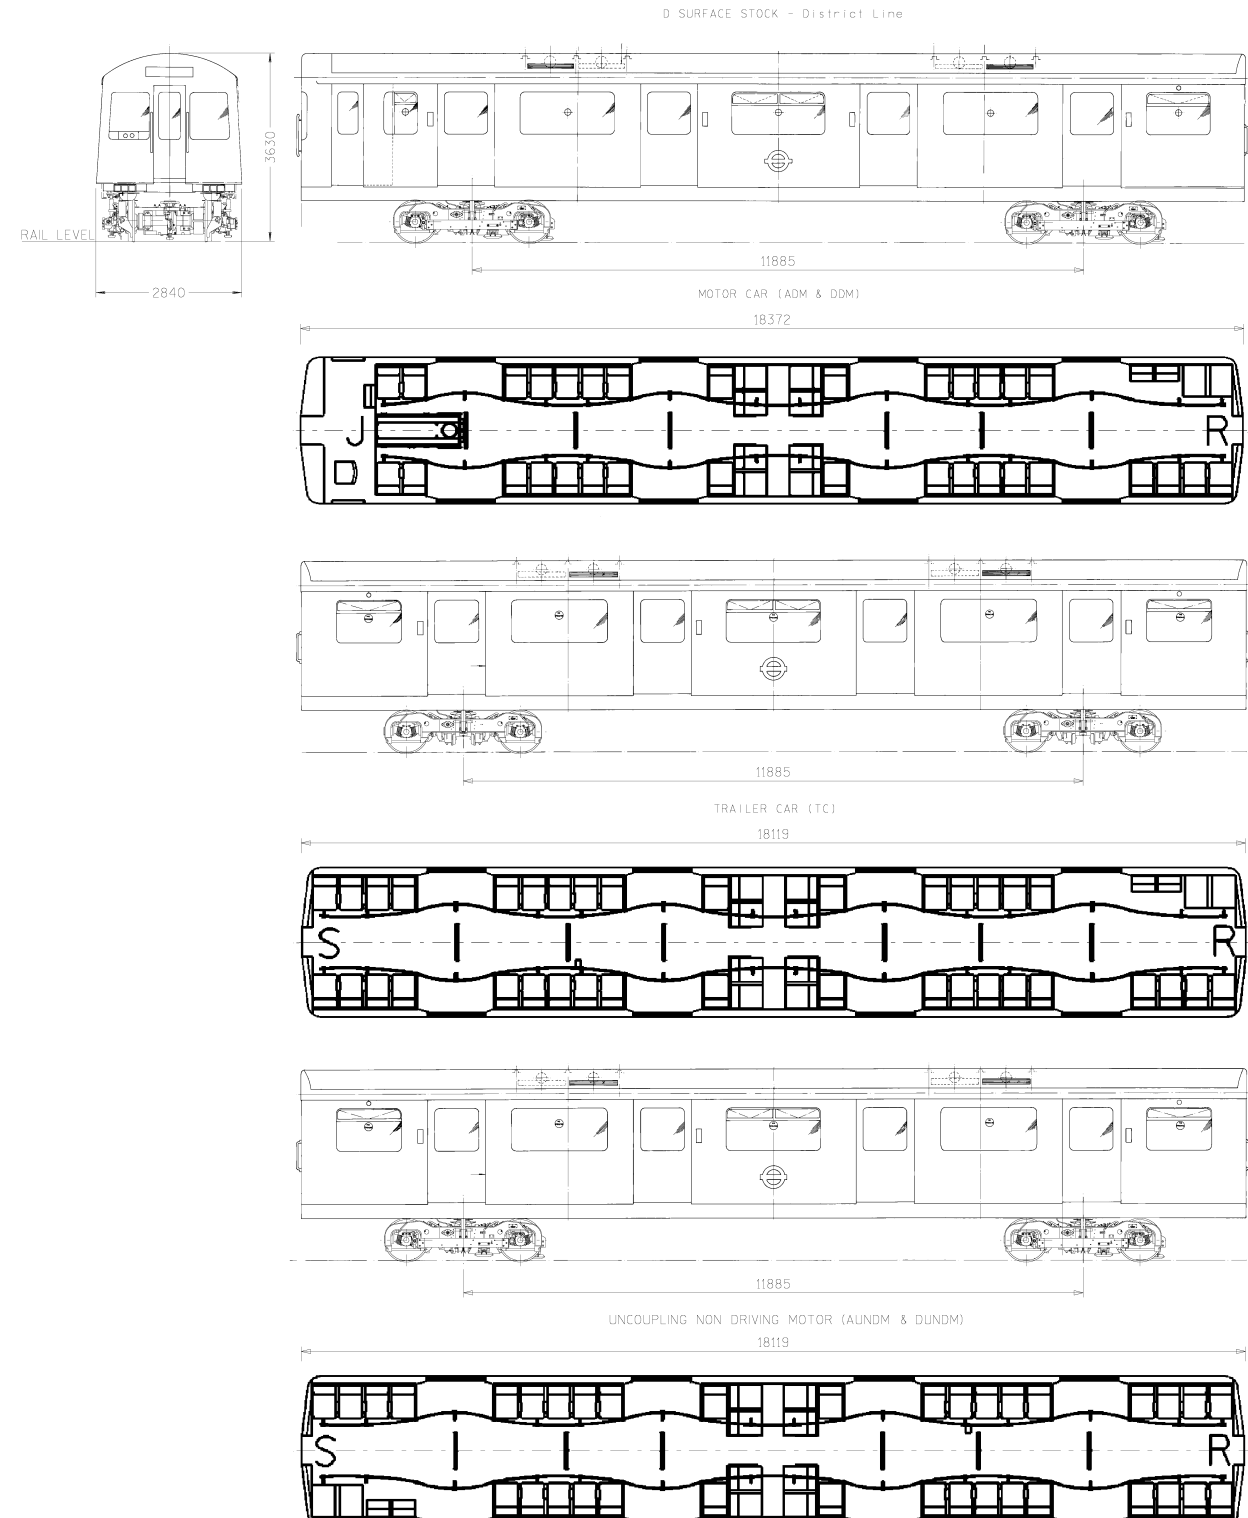 D SURFACE STOCK - District Line
3630
RAIL LEVEL
2840
11885
MOTOR CAR (ADM & DDM)
18372
J
R
11885
TRAILER CAR (TC)
18119
S
R
11885
UNCOUPLING NON DRIVING MOTOR (AUNDM & DUNDM)
18119
S
R